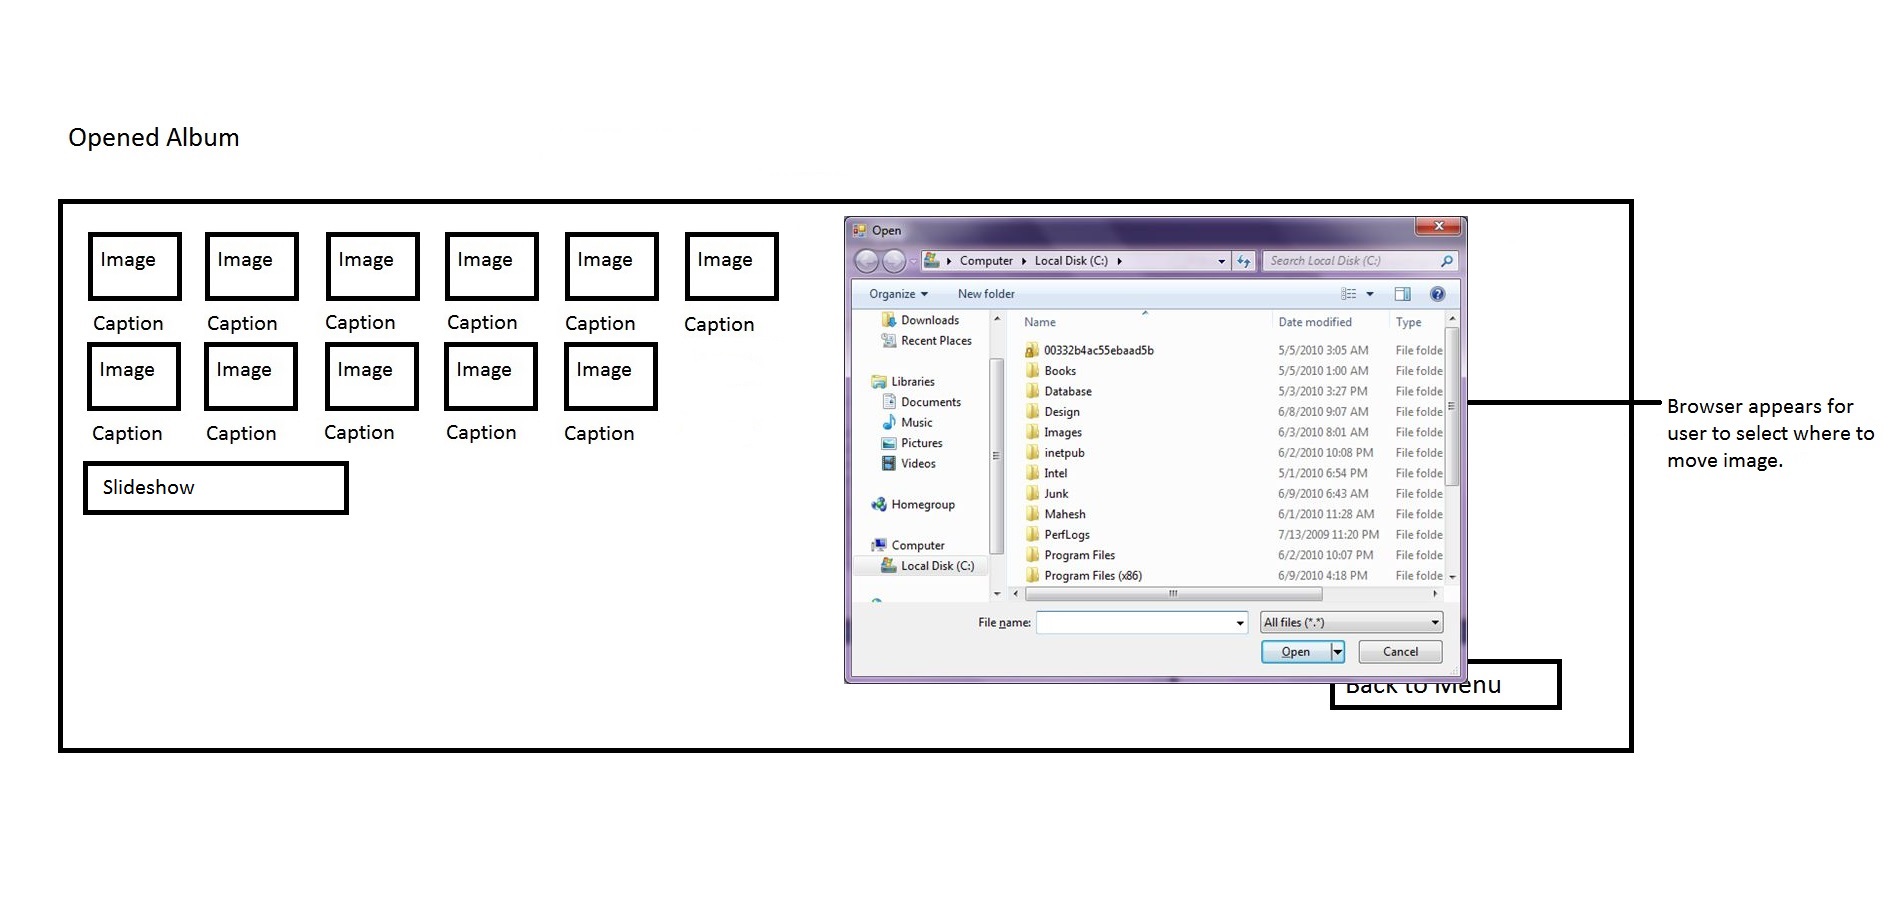 Opened Album
Image Image Image Image Image Image
Caption Caption Caption Caption Caption Caption
Image Image Image Image Image
Caption Caption Caption Caption Caption
Slideshow
Open
Computer Local Disk (C:)
Search Local Disk (C:)
Organize New folder
Downloads
Recent Places
Libraries
Documents
Music
Pictures
Videos
Homegroup
Computer
Local Disk (C:)
Name Date modified Type
00332b4ac55ebaad5b 5/5/2010 3:05 AM File folde
Books 5/5/2010 1:00 AM File folde
Database 5/3/2010 3:27 PM File folde
Design 6/8/2010 9:07 AM File folde
Images 6/3/2010 8:01 AM File folde
inetpub 6/2/2010 10:08 PM File folde
Intel 5/1/2010 6:54 PM File folde
Junk 6/9/2010 6:43 AM File folde
Mahesh 6/1/2010 11:28 AM File folde
PerfLogs 7/13/2009 11:20 PM File folde
Program Files 6/2/2010 10:07 PM File folde
Program Files (x86) 6/9/2010 4:18 PM File folde
File name: All files (*.*)
Open Cancel
Back to Menu
Browser appears for
user to select where to
move image.